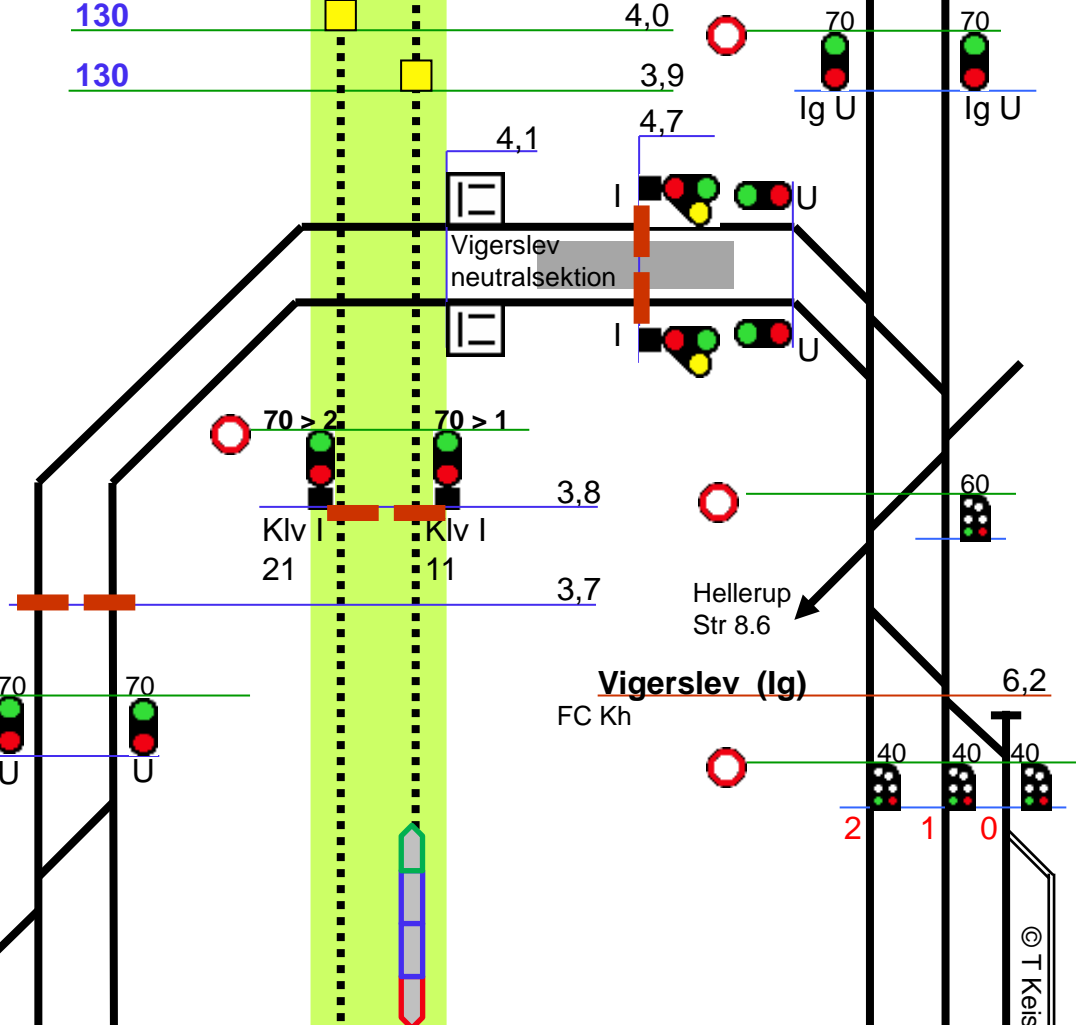 130
4,0
70
70
130
3,9
Ig U
Ig U
4,7
4,1
I
U
Vigerslev
neutralsektion
I
U
70 > 2
70 > 1
3,8
60
Klv I
Klv I
21
11
3,7
Hellerup
Str 8.6
70
70
Vigerslev (Ig)
6,2
FC Kh
U
U
40
40
40
2
1
0
© T Keis